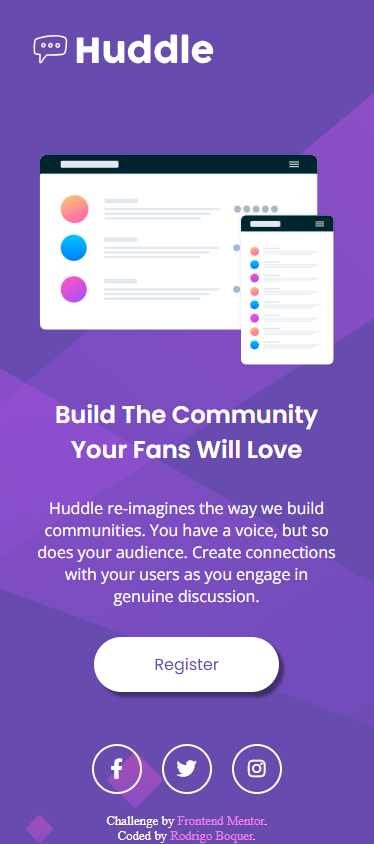 Huddle
Build The Community
Your Fans Will Love
Huddle re-imagines the way we build
communities. You have a voice, but so
does your audience. Create connections
with your users as you engage in
genuine discussion.
Register
Challenge by Frontend Mentor.
Coded by Rodrigo Boquer.